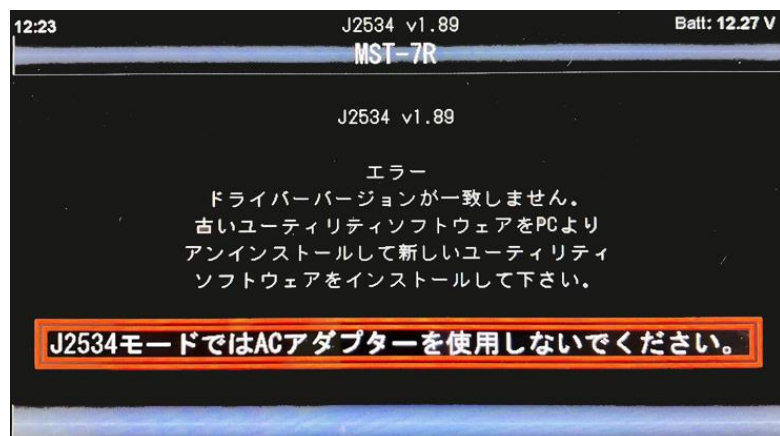 12:23 J2534 v1.89 Batt: 12.27 V
MST-7R
J2534 v1.89
エラー
ドライバーバージョンが一致しません。
古いユーティリティソフトウェアをPCより
アンインストールして新しいユーティリティ
ソフトウェアをインストールして下さい。
J2534モードではACアダプターを使用しないでください。